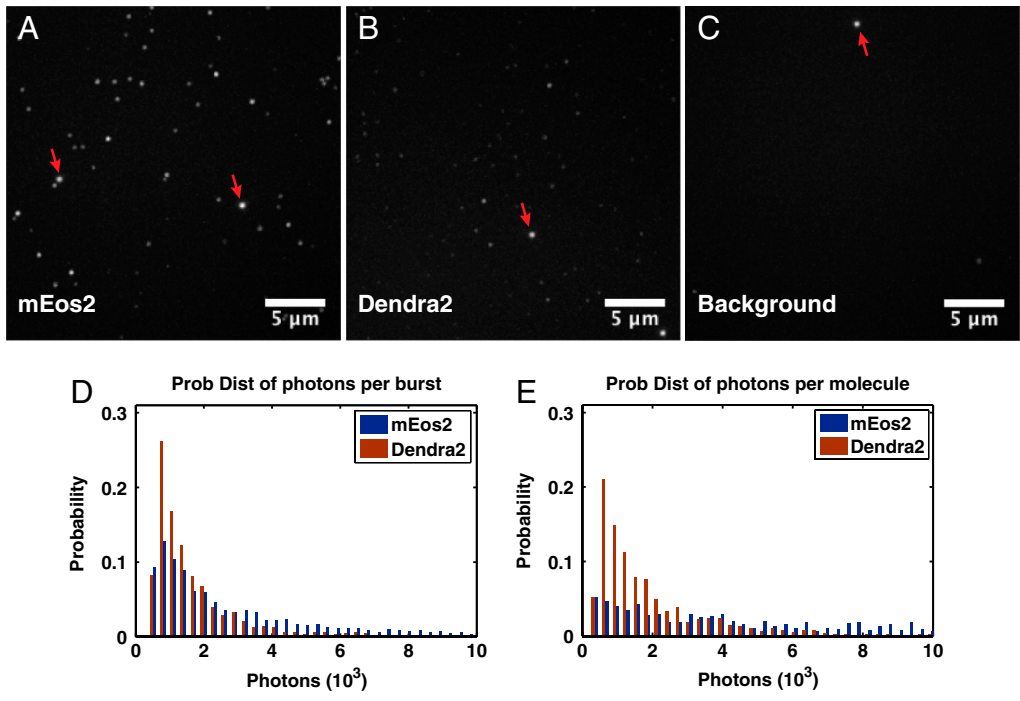 A
B
C
mEos2
Dendra2
Background
5 µm
5 µm
5 µm
D
Prob Dist of photons per burst
E
Prob Dist of photons per molecule
0.3
0.2
0.1
0
Probability
mEos2
Dendra2
0 2 4 6 8 10
Photons (10³)
0.3
0.2
0.1
0
Probability
mEos2
Dendra2
0 2 4 6 8 10
Photons (10³)